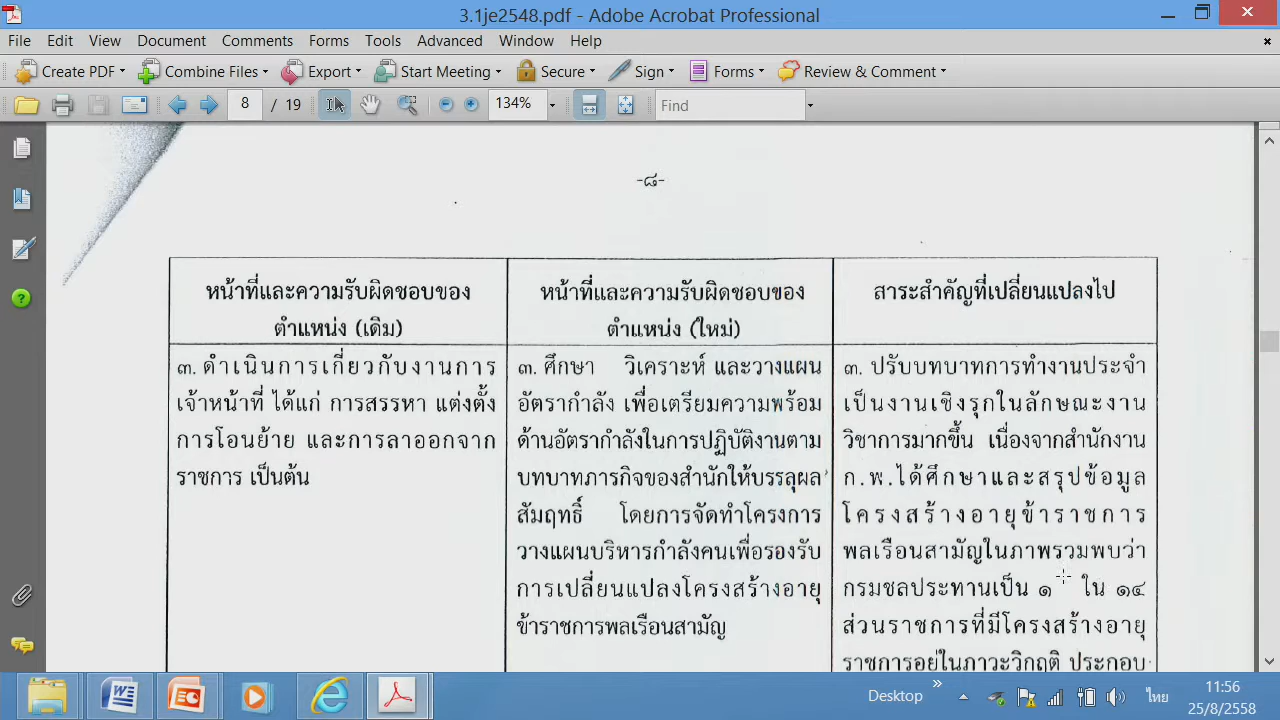 3.1je2548.pdf - Adobe Acrobat Professional
File Edit View Document Comments Forms Tools Advanced Window Help
Create PDF Combine Files Export Start Meeting Secure Sign Forms Review & Comment
8 / 19 134% Find
-๘-
หน้าที่และความรับผิดชอบของ
ตำแหน่ง (เดิม)
หน้าที่และความรับผิดชอบของ
ตำแหน่ง (ใหม่)
สาระสำคัญที่เปลี่ยนแปลงไป
๓. ดำเนินการเกี่ยวกับงานการ
เจ้าหน้าที่ ได้แก่ การสรรหา แต่งตั้ง
การโอนย้าย และการลาออกจาก
ราชการ เป็นต้น
๓. ศึกษา วิเคราะห์ และวางแผน
อัตรากำลัง เพื่อเตรียมความพร้อม
ด้านอัตรากำลังในการปฏิบัติงานตาม
บทบาทภารกิจของสำนักให้บรรลุผล
สัมฤทธิ์ โดยการจัดทำโครงการ
วางแผนบริหารกำลังคนเพื่อรองรับ
การเปลี่ยนแปลงโครงสร้างอายุ
ข้าราชการพลเรือนสามัญ
๓. ปรับบทบาทการทำงานประจำ
เป็นงานเชิงรุกในลักษณะงาน
วิชาการมากขึ้น เนื่องจากสำนักงาน
ก.พ.ได้ศึกษาและสรุปข้อมูล
โครงสร้างอายุข้าราชการ
พลเรือนสามัญในภาพรวมพบว่า
กรมชลประทานเป็น ๑ ใน ๑๔
ส่วนราชการที่มีโครงสร้างอายุ
ราชการอยู่ในภาวะวิกฤติ ประกอบ
Desktop » ไทย 11:56
25/8/2558